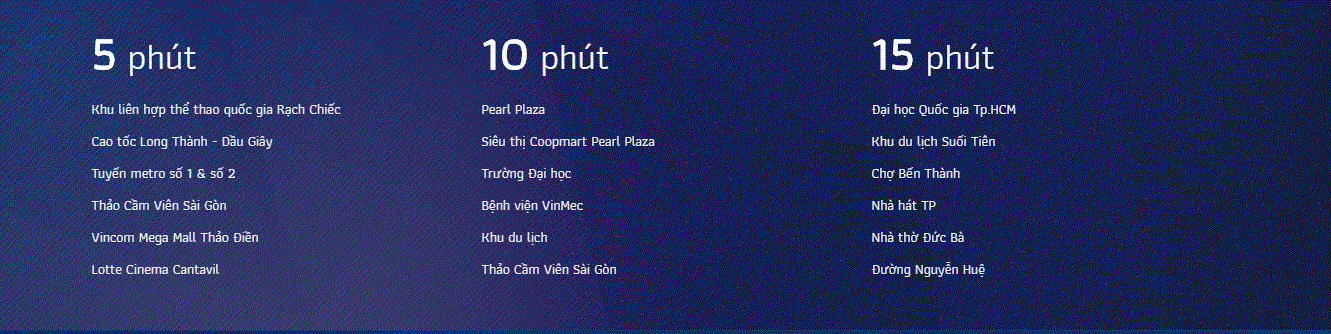 5 phút
Khu liên hợp thể thao quốc gia Rạch Chiếc
Cao tốc Long Thành - Dầu Giây
Tuyến metro số 1 & số 2
Thảo Cầm Viên Sài Gòn
Vincom Mega Mall Thảo Điền
Lotte Cinema Cantavil
10 phút
Pearl Plaza
Siêu thị Coopmart Pearl Plaza
Trường Đại học
Bệnh viện VinMec
Khu du lịch
Thảo Cầm Viên Sài Gòn
15 phút
Đại học Quốc gia Tp.HCM
Khu du lịch Suối Tiên
Chợ Bến Thành
Nhà hát TP
Nhà thờ Đức Bà
Đường Nguyễn Huệ